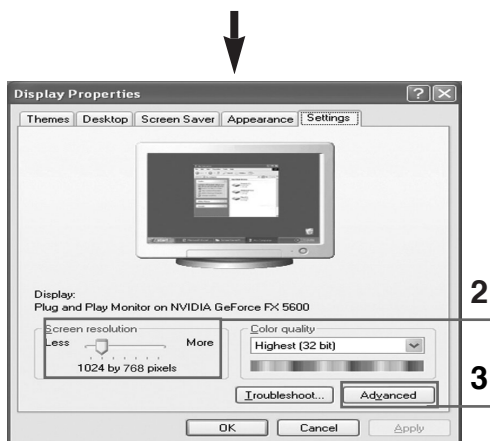 Display Properties
Themes Desktop Screen Saver Appearance Settings
Display:
Plug and Play Monitor on NVIDIA GeForce FX 5600
2
Screen resolution
Less More
1024 by 768 pixels
Color quality
Highest (32 bit)
3
Troubleshoot... Advanced
OK Cancel Apply